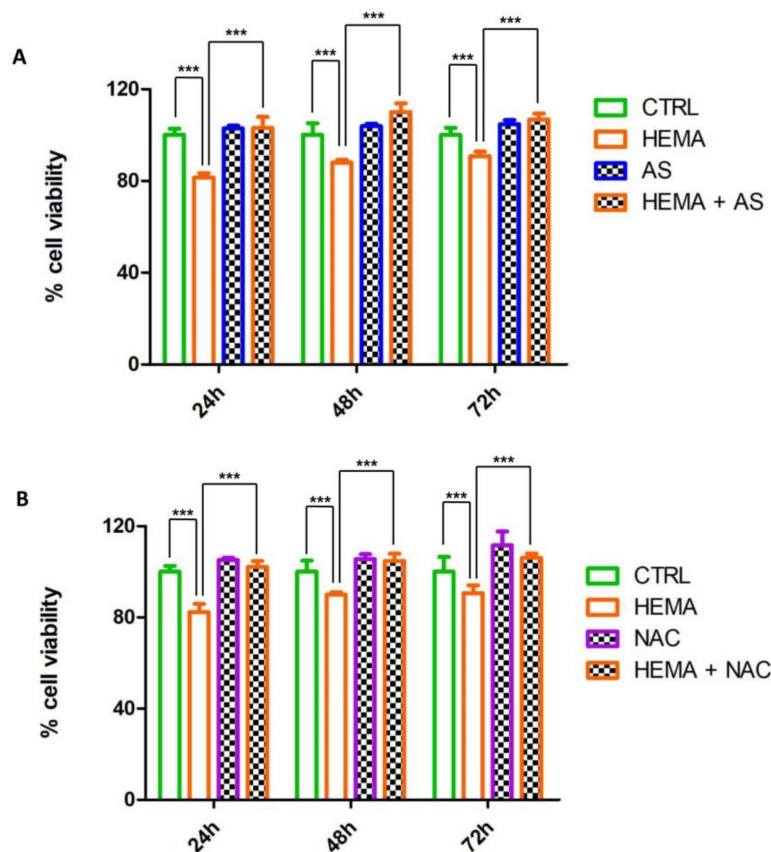 A
% cell viability
120
80
40
0
*** *** *** *** *** ***
24h 48h 72h
CTRL
HEMA
AS
HEMA + AS
B
% cell viability
120
80
40
0
*** *** *** *** *** ***
24h 48h 72h
CTRL
HEMA
NAC
HEMA + NAC